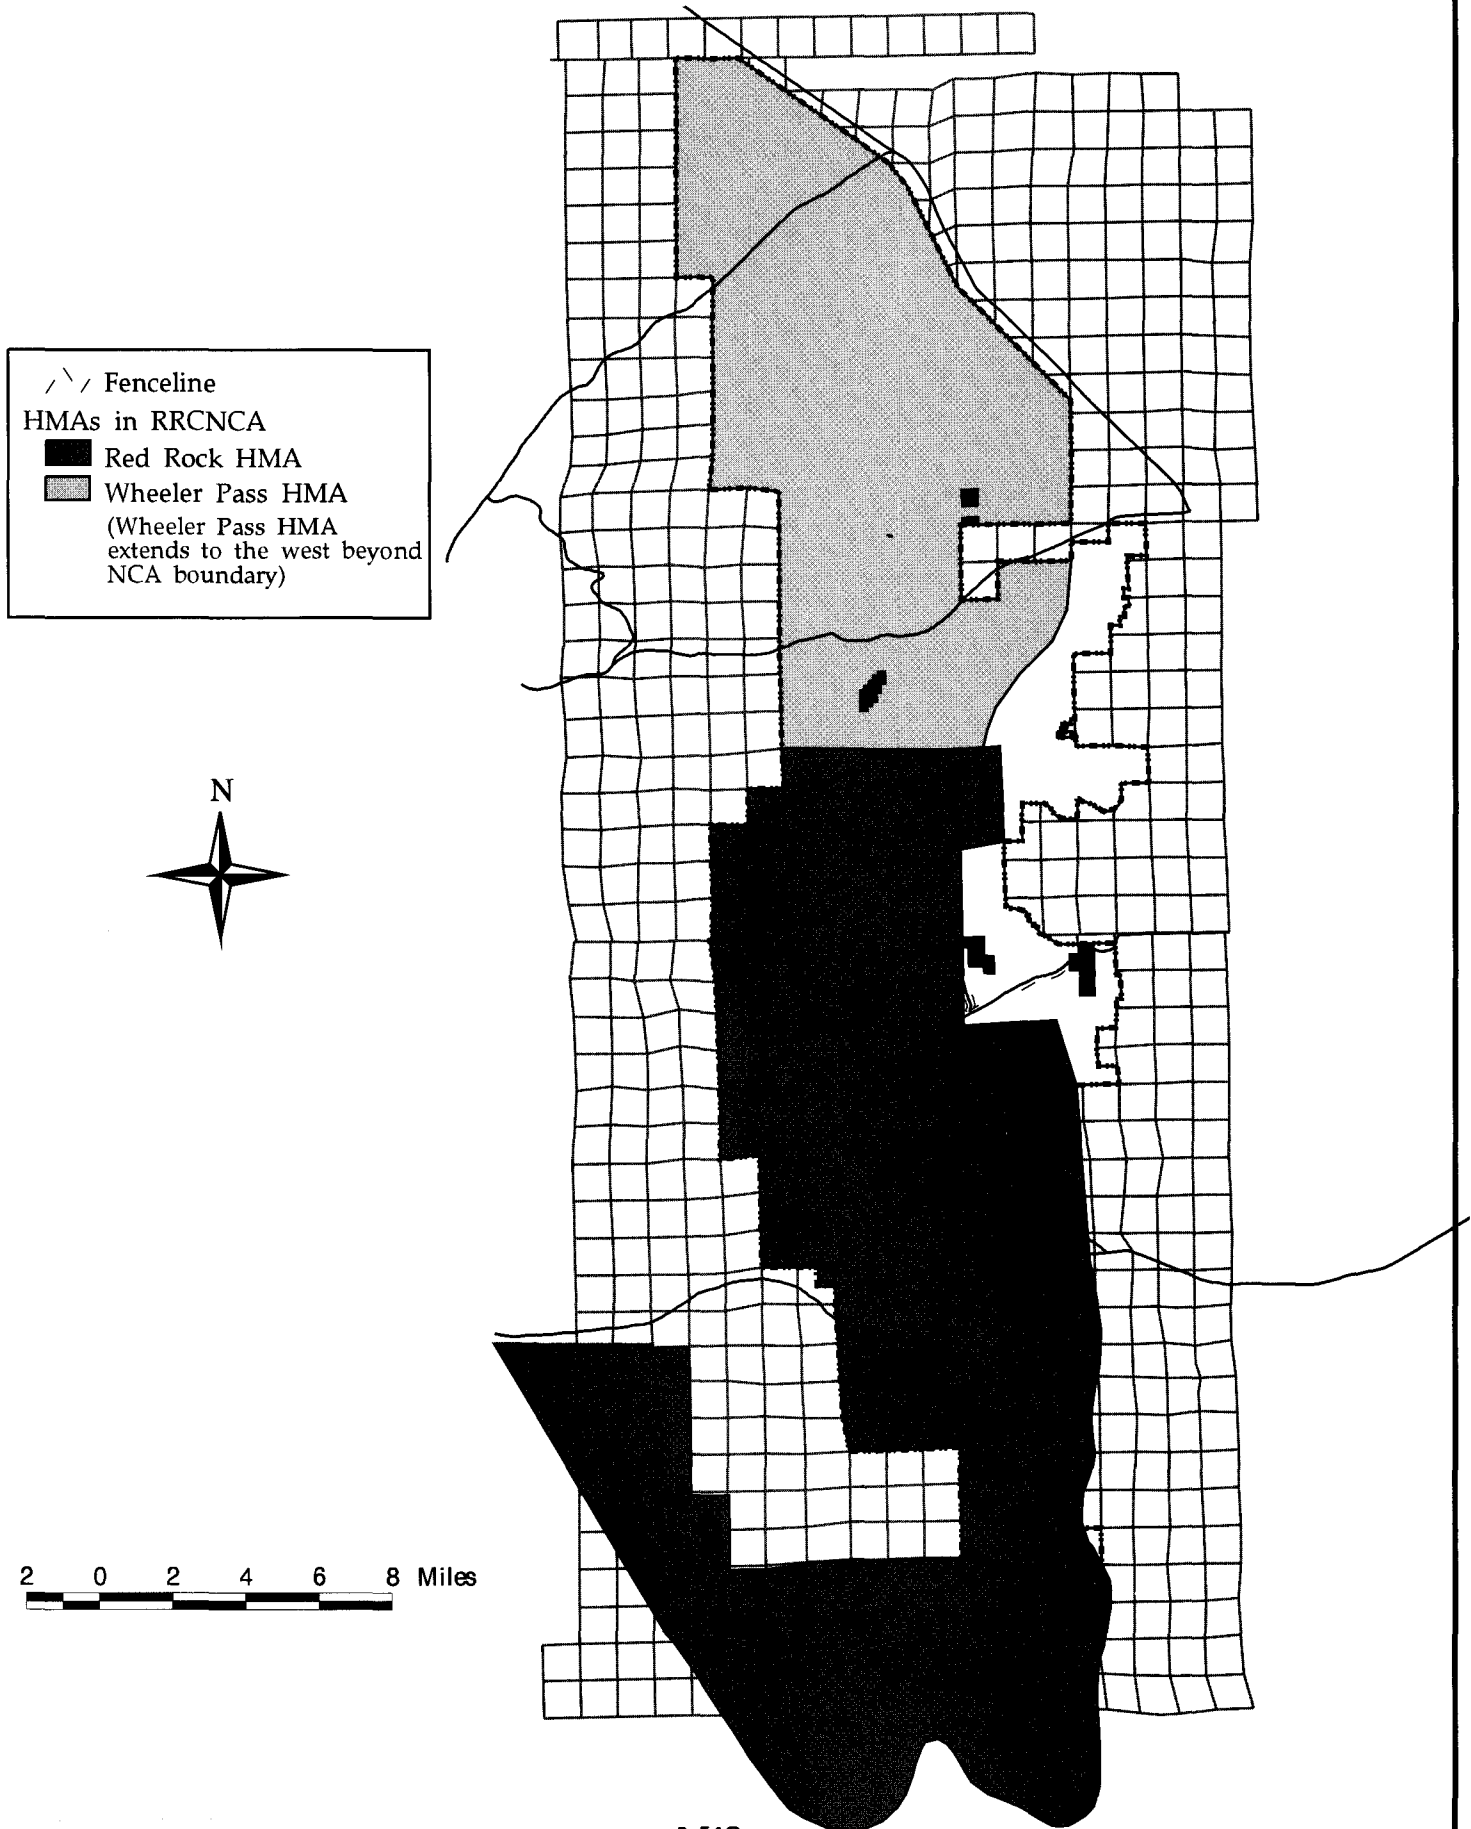 Fenceline
HMAs in RRCNCA
Red Rock HMA
Wheeler Pass HMA
(Wheeler Pass HMA
extends to the west beyond
NCA boundary)
N
2 0 2 4 6 8 Miles